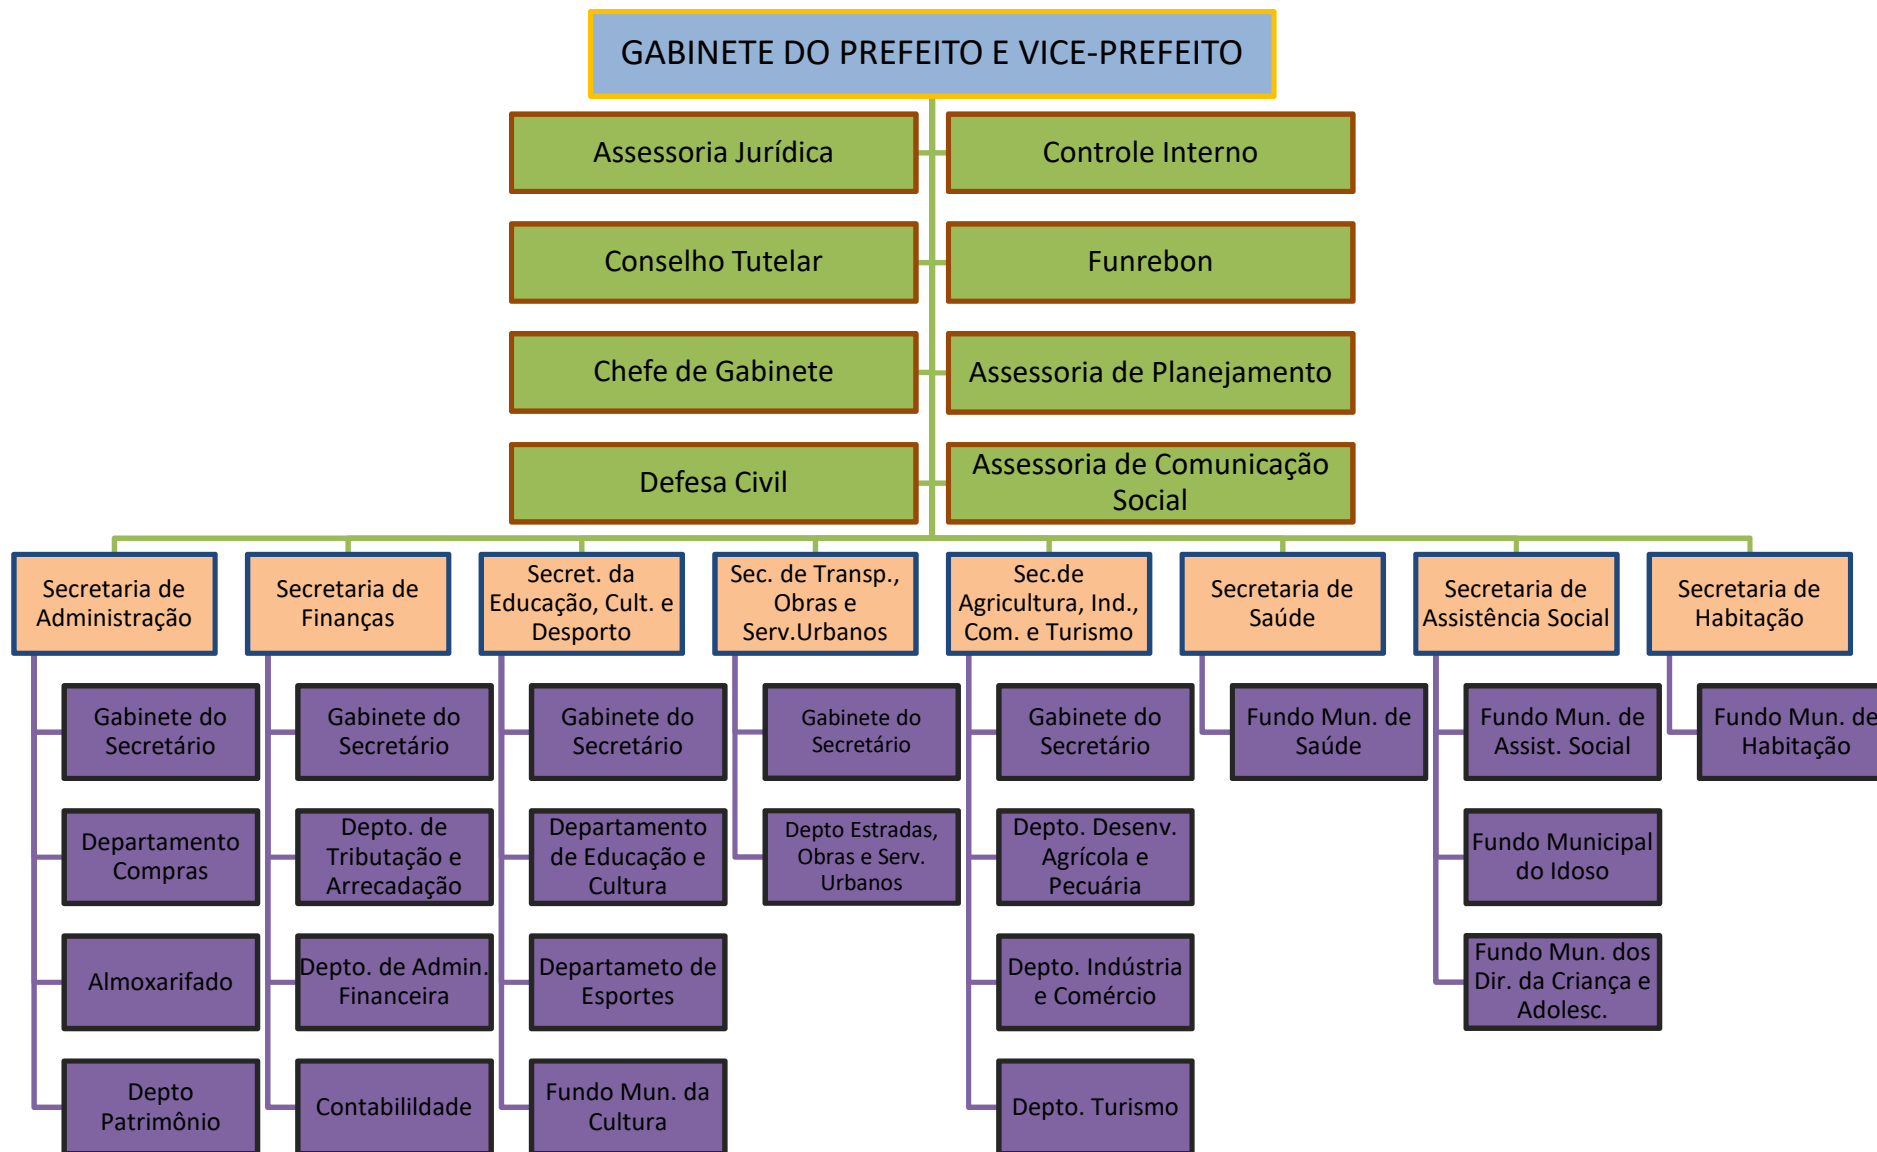 GABINETE DO PREFEITO E VICE-PREFEITO
Assessoria Jurídica
Controle Interno
Conselho Tutelar
Funrebon
Chefe de Gabinete
Assessoria de Planejamento
Defesa Civil
Assessoria de Comunicação
Social
Secretaria de
Administração
Secretaria de
Finanças
Secret. da
Educação, Cult. e
Desporto
Sec. de Transp.,
Obras e
Serv.Urbanos
Sec.de
Agricultura, Ind.,
Com. e Turismo
Secretaria de
Saúde
Secretaria de
Assistência Social
Secretaria de
Habitação
Gabinete do
Secretário
Gabinete do
Secretário
Gabinete do
Secretário
Gabinete do
Secretário
Gabinete do
Secretário
Fundo Mun. de
Saúde
Fundo Mun. de
Assist. Social
Fundo Mun. de
Habitação
Departamento
Compras
Depto. de
Tributação e
Arrecadação
Departamento
de Educação e
Cultura
Depto Estradas,
Obras e Serv.
Urbanos
Depto. Desenv.
Agrícola e
Pecuária
Fundo Municipal
do Idoso
Almoxarifado
Depto. de Admin.
Financeira
Departameto de
Esportes
Depto. Indústria
e Comércio
Fundo Mun. dos
Dir. da Criança e
Adolesc.
Depto
Patrimônio
Contabilildade
Fundo Mun. da
Cultura
Depto. Turismo